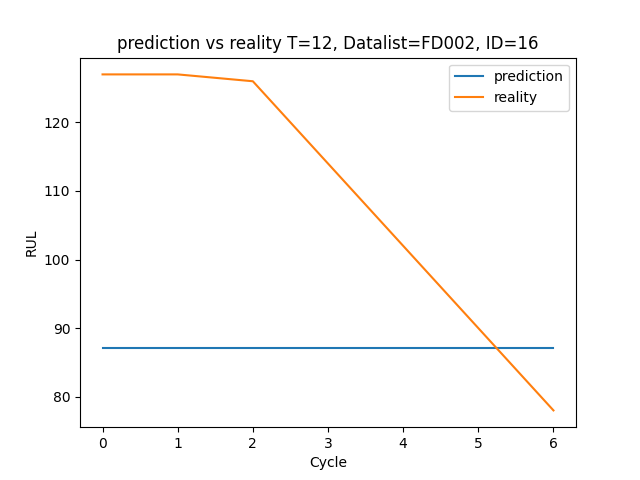 prediction vs reality T=12, Datalist=FD002, ID=16
prediction
reality
RUL
120
110
100
90
80
0 1 2 3 4 5 6
Cycle